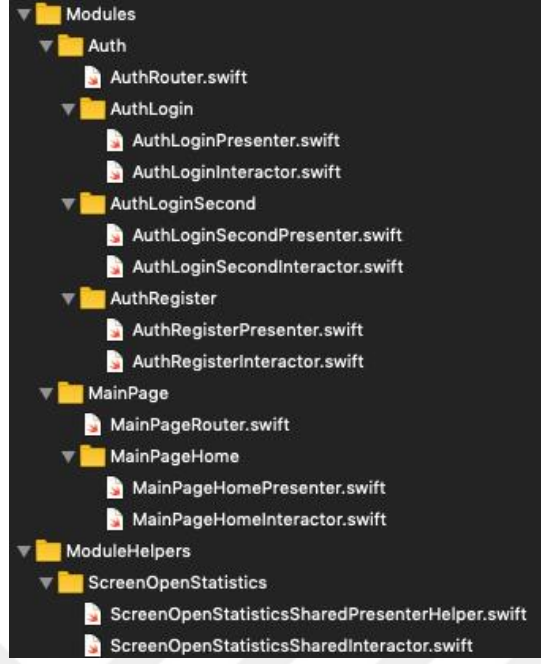 Modules
Auth
AuthRouter.swift
AuthLogin
AuthLoginPresenter.swift
AuthLoginInteractor.swift
AuthLoginSecond
AuthLoginSecondPresenter.swift
AuthLoginSecondInteractor.swift
AuthRegister
AuthRegisterPresenter.swift
AuthRegisterInteractor.swift
MainPage
MainPageRouter.swift
MainPageHome
MainPageHomePresenter.swift
MainPageHomeInteractor.swift
ModuleHelpers
ScreenOpenStatistics
ScreenOpenStatisticsSharedPresenterHelper.swift
ScreenOpenStatisticsSharedInteractor.swift